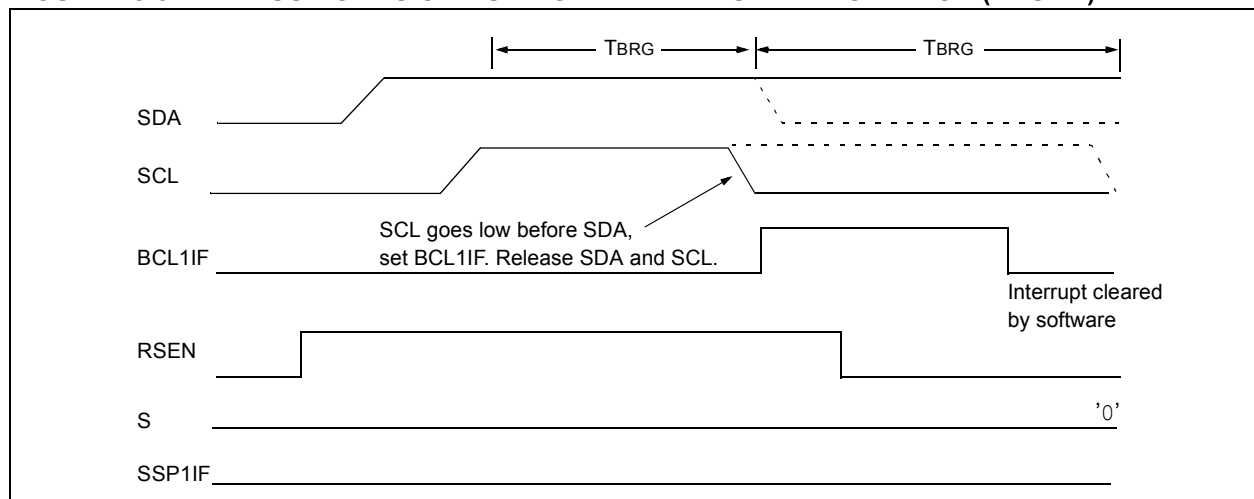 TBRG TBRG
SDA
SCL
SCL goes low before SDA,
set BCL1IF. Release SDA and SCL.
BCL1IF
Interrupt cleared
by software
RSEN
S '0'
SSP1IF